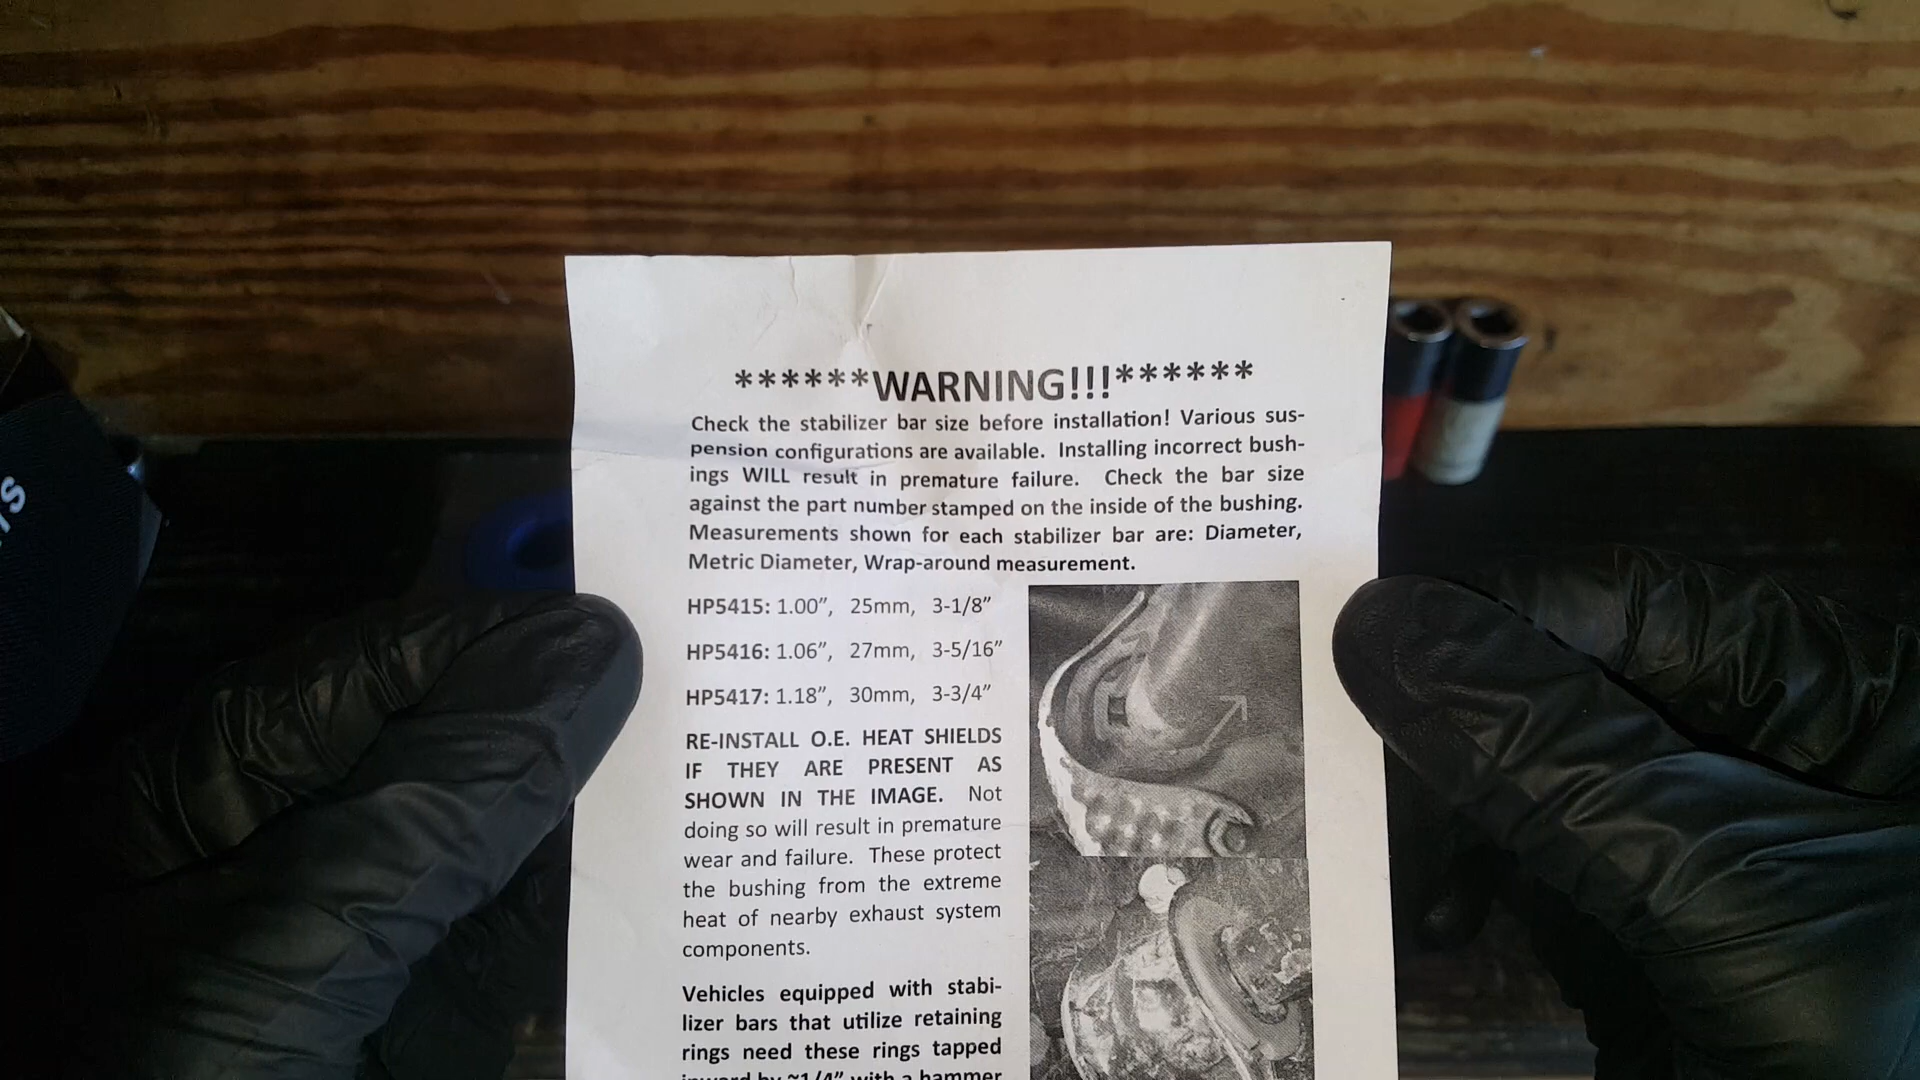 ******WARNING!!!******
Check the stabilizer bar size before installation! Various sus-
pension configurations are available. Installing incorrect bush-
ings WILL result in premature failure. Check the bar size
against the part number stamped on the inside of the bushing.
Measurements shown for each stabilizer bar are: Diameter,
Metric Diameter, Wrap-around measurement.
HP5415: 1.00”, 25mm, 3-1/8”
HP5416: 1.06”, 27mm, 3-5/16”
HP5417: 1.18”, 30mm, 3-3/4”
RE-INSTALL O.E. HEAT SHIELDS
IF THEY ARE PRESENT AS
SHOWN IN THE IMAGE. Not
doing so will result in premature
wear and failure. These protect
the bushing from the extreme
heat of nearby exhaust system
components.
Vehicles equipped with stabi-
lizer bars that utilize retaining
rings need these rings tapped
inward by ~1/4” with a hammer